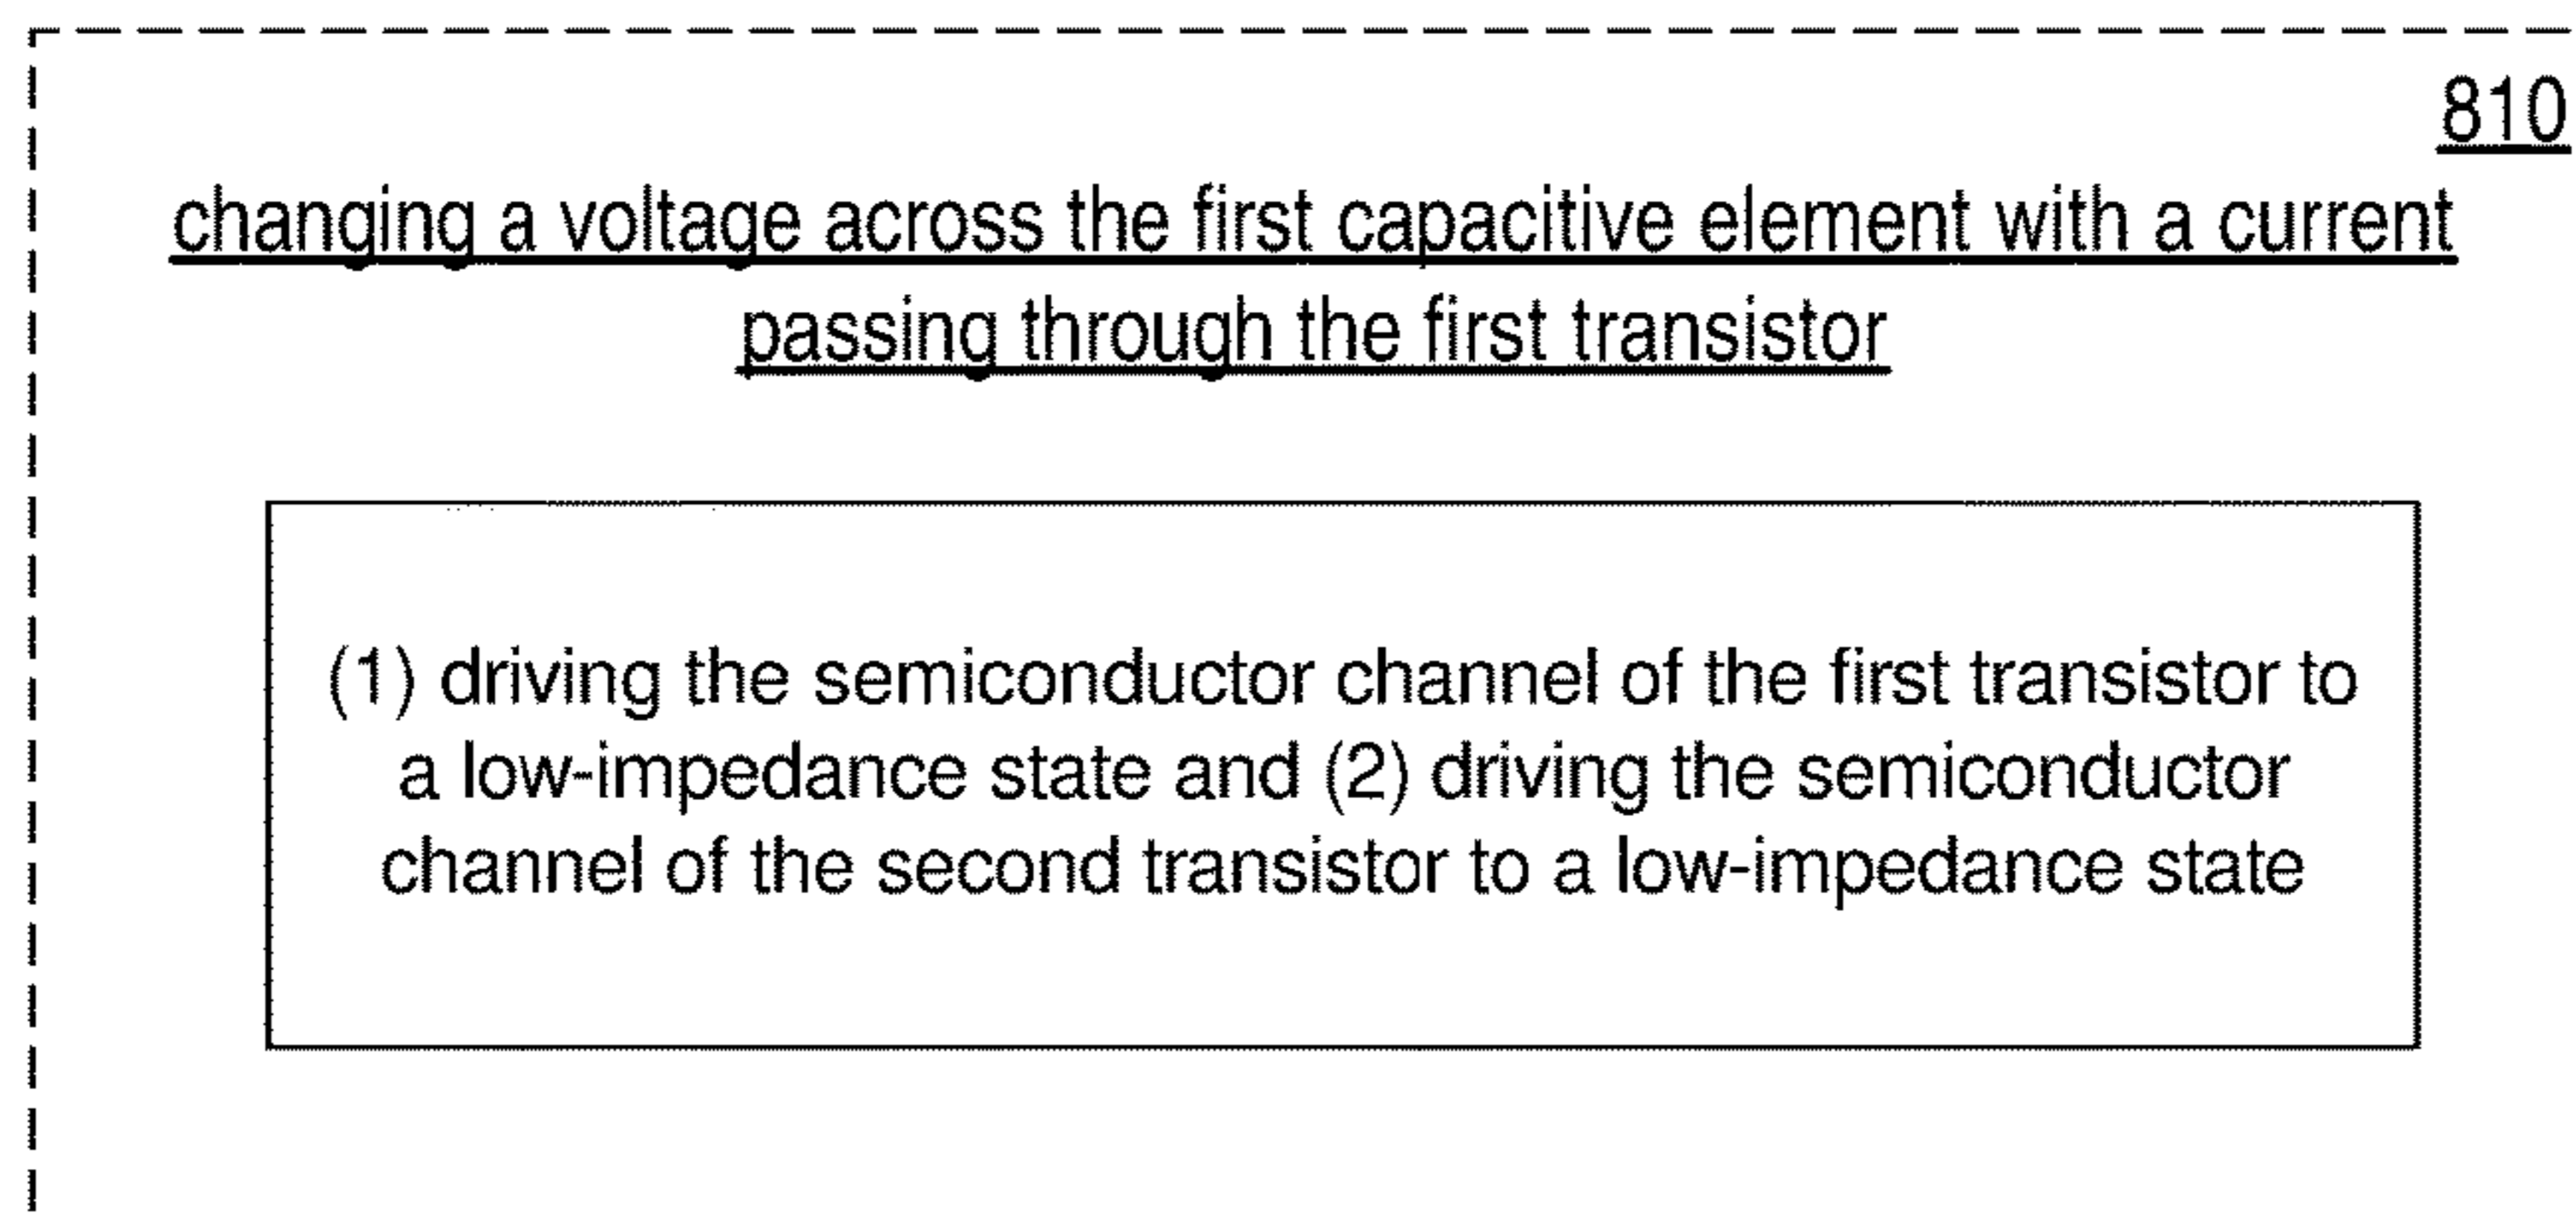 810
changing a voltage across the first capacitive element with a current
passing through the first transistor
(1) driving the semiconductor channel of the first transistor to
a low-impedance state and (2) driving the semiconductor
channel of the second transistor to a low-impedance state